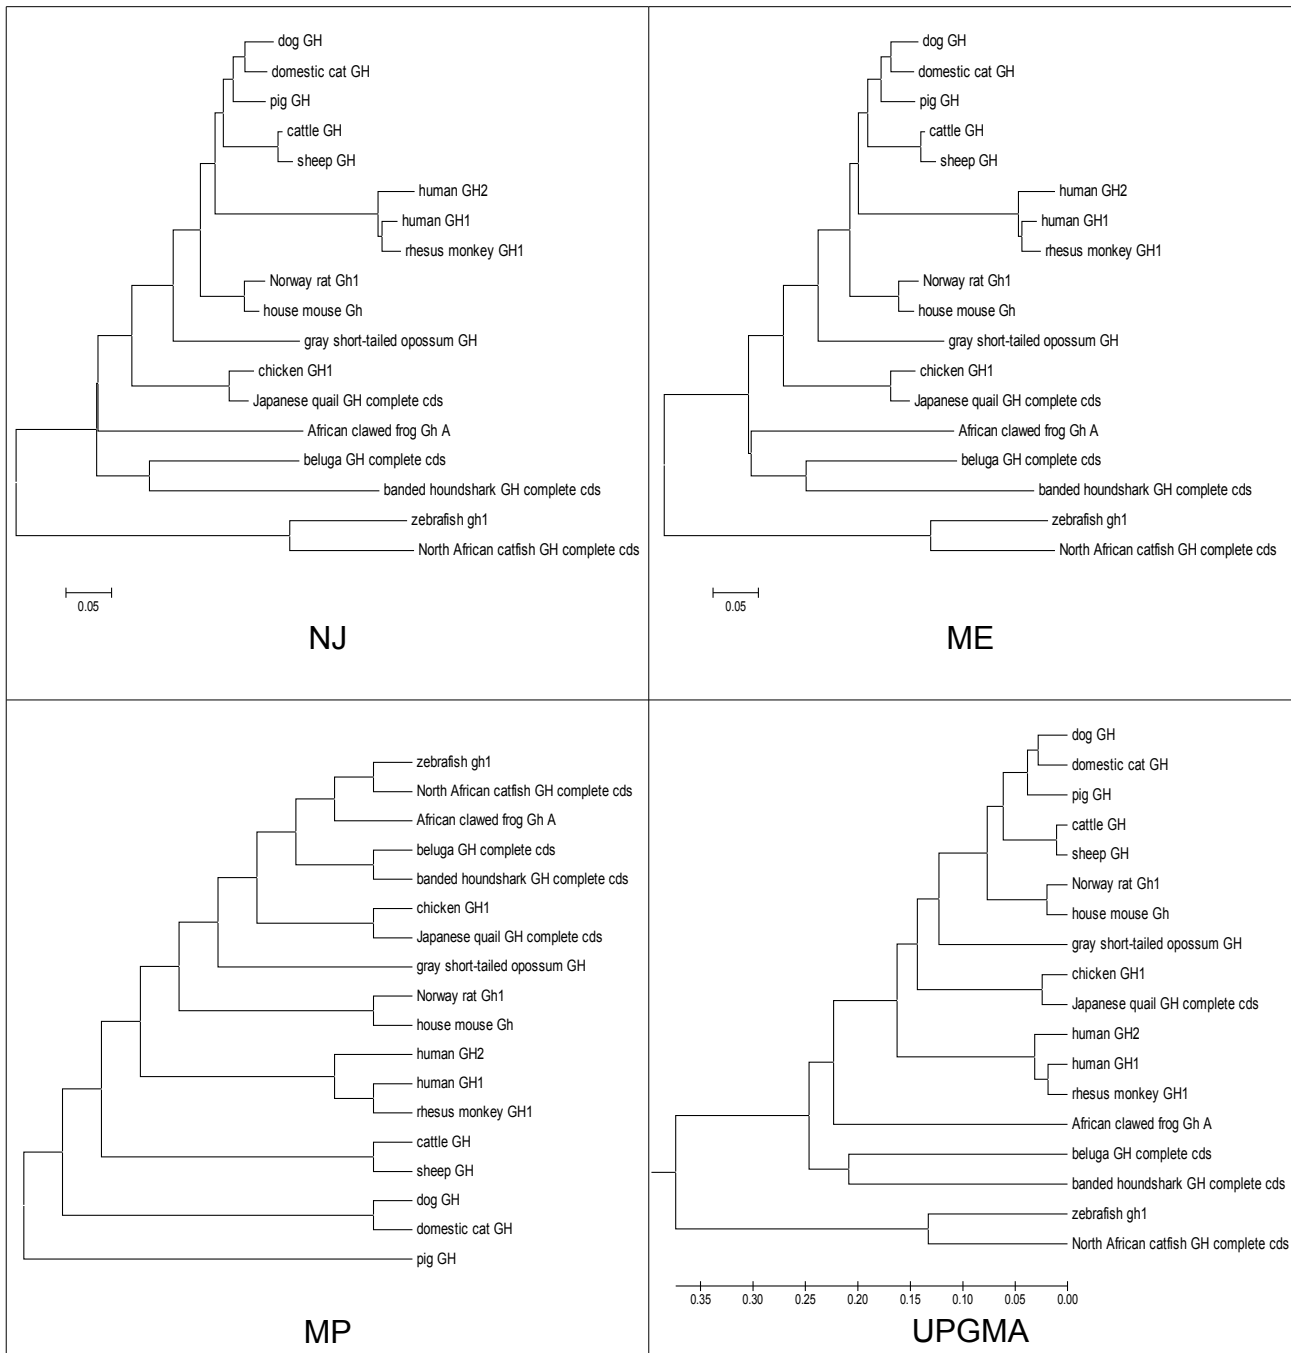 dog GH
domestic cat GH
pig GH
cattle GH
sheep GH
human GH2
human GH1
rhesus monkey GH1
Norway rat Gh1
house mouse Gh
gray short-tailed opossum GH
chicken GH1
Japanese quail GH complete cds
African clawed frog Gh A
beluga GH complete cds
banded houndshark GH complete cds
zebrafish gh1
North African catfish GH complete cds
0.05
NJ
dog GH
domestic cat GH
pig GH
cattle GH
sheep GH
human GH2
human GH1
rhesus monkey GH1
Norway rat Gh1
house mouse Gh
gray short-tailed opossum GH
chicken GH1
Japanese quail GH complete cds
African clawed frog Gh A
beluga GH complete cds
banded houndshark GH complete cds
zebrafish gh1
North African catfish GH complete cds
0.05
ME
zebrafish gh1
North African catfish GH complete cds
African clawed frog Gh A
beluga GH complete cds
banded houndshark GH complete cds
chicken GH1
Japanese quail GH complete cds
gray short-tailed opossum GH
Norway rat Gh1
house mouse Gh
human GH2
human GH1
rhesus monkey GH1
cattle GH
sheep GH
dog GH
domestic cat GH
pig GH
MP
dog GH
domestic cat GH
pig GH
cattle GH
sheep GH
Norway rat Gh1
house mouse Gh
gray short-tailed opossum GH
chicken GH1
Japanese quail GH complete cds
human GH2
human GH1
rhesus monkey GH1
African clawed frog Gh A
beluga GH complete cds
banded houndshark GH complete cds
zebrafish gh1
North African catfish GH complete cds
0.35 0.30 0.25 0.20 0.15 0.10 0.05 0.00
UPGMA